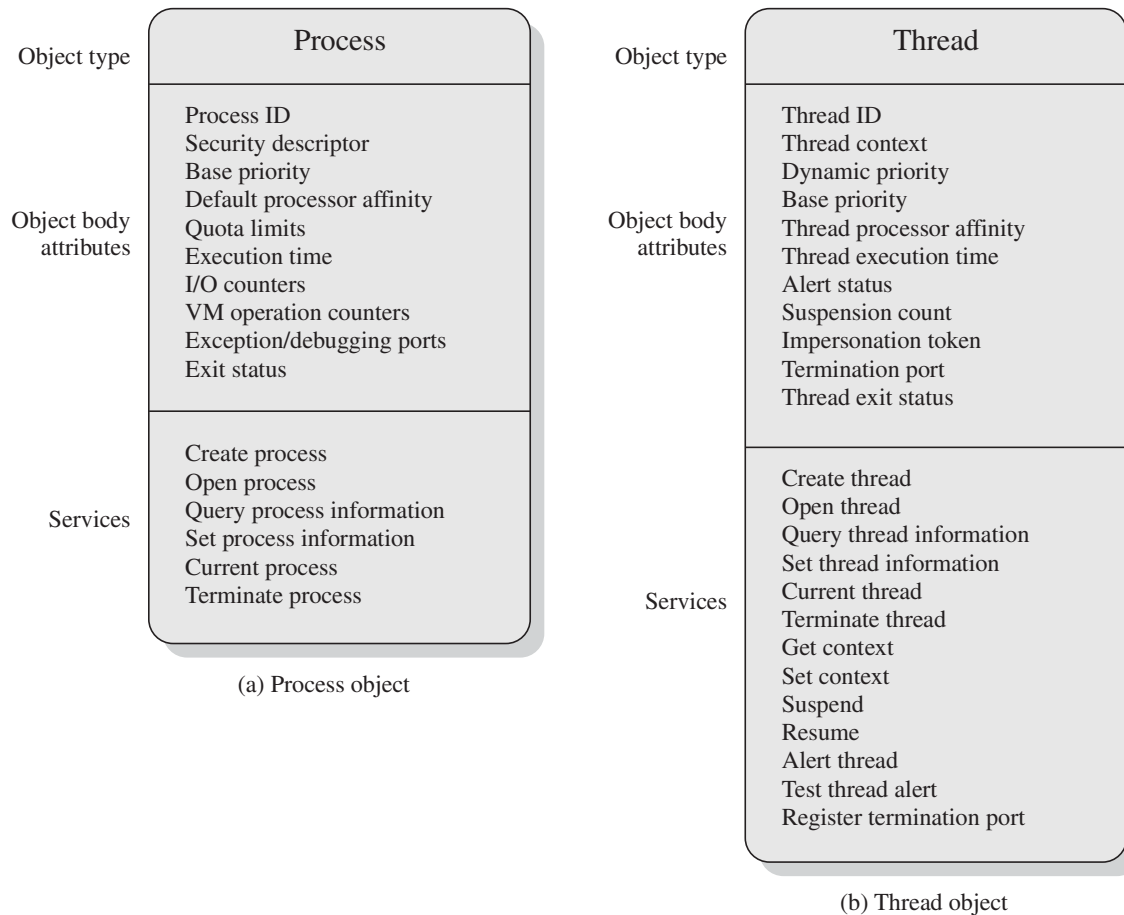 Object type
Process
Object body
attributes
Process ID
Security descriptor
Base priority
Default processor affinity
Quota limits
Execution time
I/O counters
VM operation counters
Exception/debugging ports
Exit status
Services
Create process
Open process
Query process information
Set process information
Current process
Terminate process
(a) Process object
Object type
Thread
Object body
attributes
Thread ID
Thread context
Dynamic priority
Base priority
Thread processor affinity
Thread execution time
Alert status
Suspension count
Impersonation token
Termination port
Thread exit status
Services
Create thread
Open thread
Query thread information
Set thread information
Current thread
Terminate thread
Get context
Set context
Suspend
Resume
Alert thread
Test thread alert
Register termination port
(b) Thread object